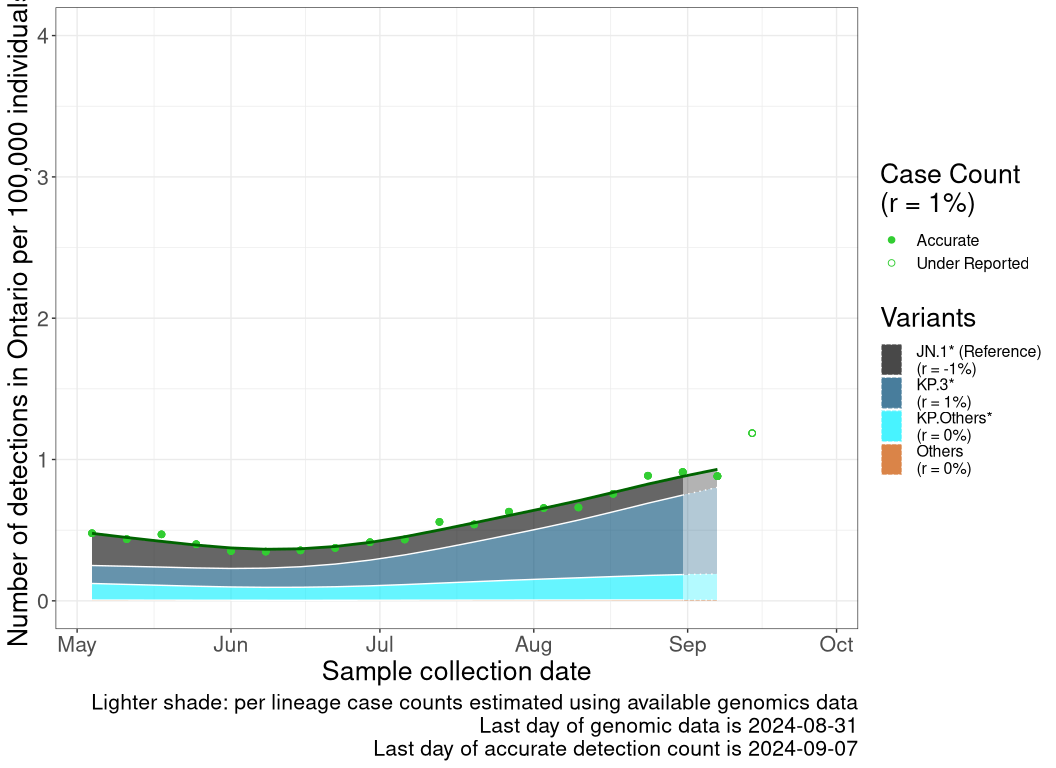 Number of detections in Ontario per 100,000 individuals
4
3
2
1
0
May Jun Jul Aug Sep Oct
Sample collection date
Lighter shade: per lineage case counts estimated using available genomics data
Last day of genomic data is 2024-08-31
Last day of accurate detection count is 2024-09-07
Case Count
(r = 1%)
Accurate
Under Reported
Variants
JN.1* (Reference)
(r = -1%)
KP.3*
(r = 1%)
KP.Others*
(r = 0%)
Others
(r = 0%)